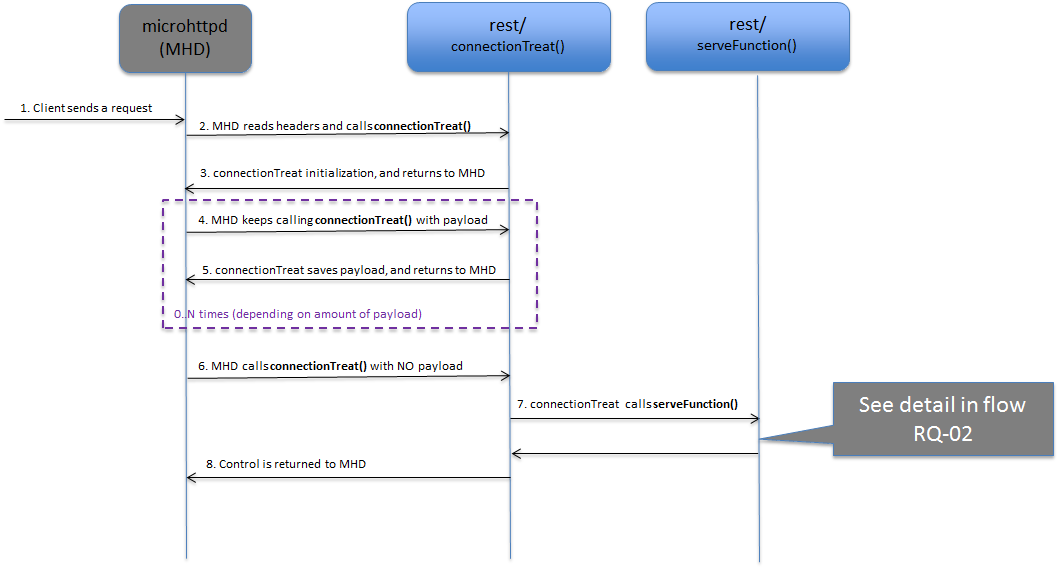 microhttpd
(MHD)
rest/
connectionTreat()
rest/
serveFunction()
1. Client sends a request
2. MHD reads headers and calls connectionTreat()
3. connectionTreat initialization, and returns to MHD
4. MHD keeps calling connectionTreat() with payload
5. connectionTreat saves payload, and returns to MHD
0..N times (depending on amount of payload)
6. MHD calls connectionTreat() with NO payload
7. connectionTreat calls serveFunction()
See detail in flow
RQ-02
8. Control is returned to MHD